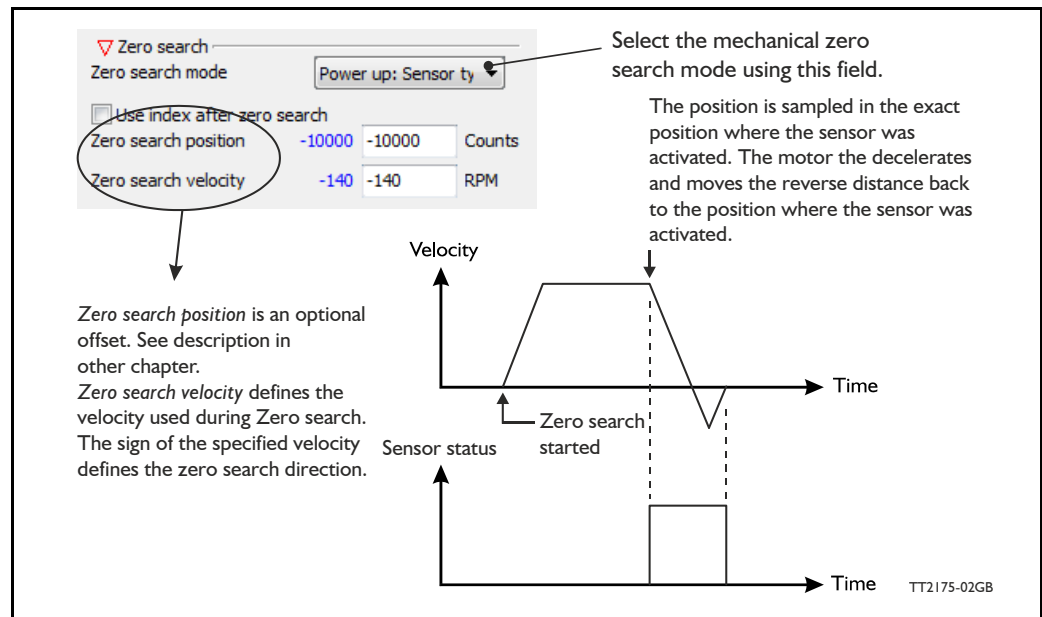 Zero search
Zero search mode
Power up: Sensor ty
Use index after zero search
Zero search position -10000 -10000 Counts
Zero search velocity -140 -140 RPM
Select the mechanical zero
search mode using this field.
The position is sampled in the exact
position where the sensor was
activated. The motor the decelerates
and moves the reverse distance back
to the position where the sensor was
activated.
Zero search position is an optional
offset. See description in
other chapter.
Zero search velocity defines the
velocity used during Zero search.
The sign of the specified velocity
defines the zero search direction.
Velocity
Time
Zero search
started
Sensor status
Time
TT2175-02GB